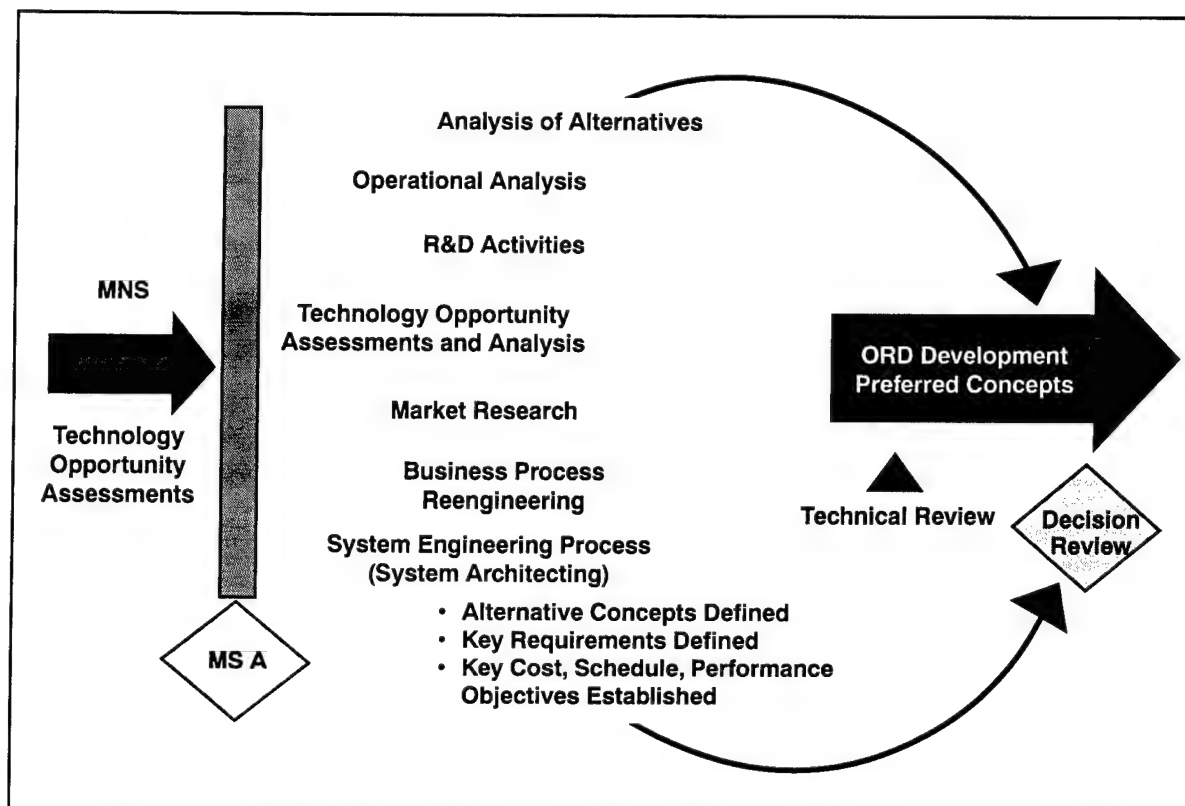 Analysis of Alternatives
Operational Analysis
R&D Activities
MNS
Technology Opportunity
Assessments and Analysis
ORD Development
Preferred Concepts
Market Research
Technology
Opportunity
Assessments
Business Process
Reengineering
Technical Review
Decision
Review
System Engineering Process
(System Architecting)
• Alternative Concepts Defined
• Key Requirements Defined
• Key Cost, Schedule, Performance
Objectives Established
MS A